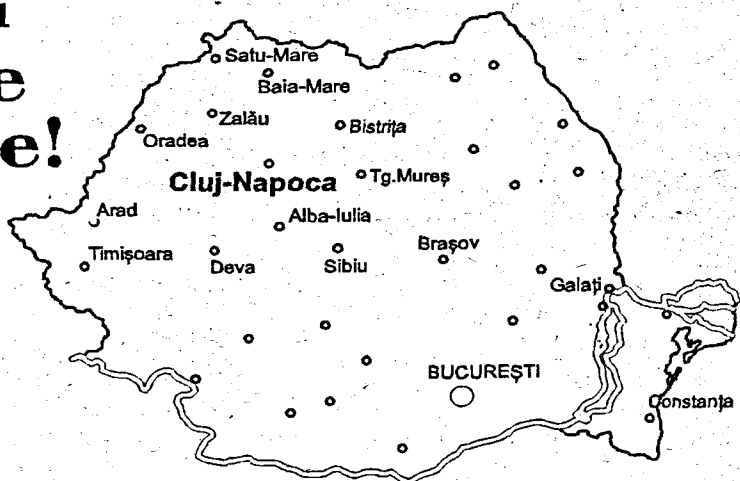 e!
Satu-Mare
Baia-Mare
Zalău
Oradea
Bistrița
Cluj-Napoca
Tg.Mureș
Arad
Alba-Iulia
Timișoara
Deva
Sibiu
Brașov
Galați
BUCUREȘTI
Constanța